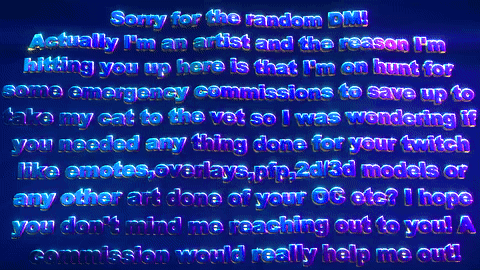 Sorry for the random DM!
Actually I'm an artist and the reason I'm
hitting you up here is that I'm on hunt for
some emergency commissions to save up to
take my cat to the vet so I was wondering if
you needed any thing done for your twitch
like emotes,overlays,pfp,2d/3d models or
any other art done of your OC etc? I hope
you don't mind me reaching out to you! A
commission would really help me out!